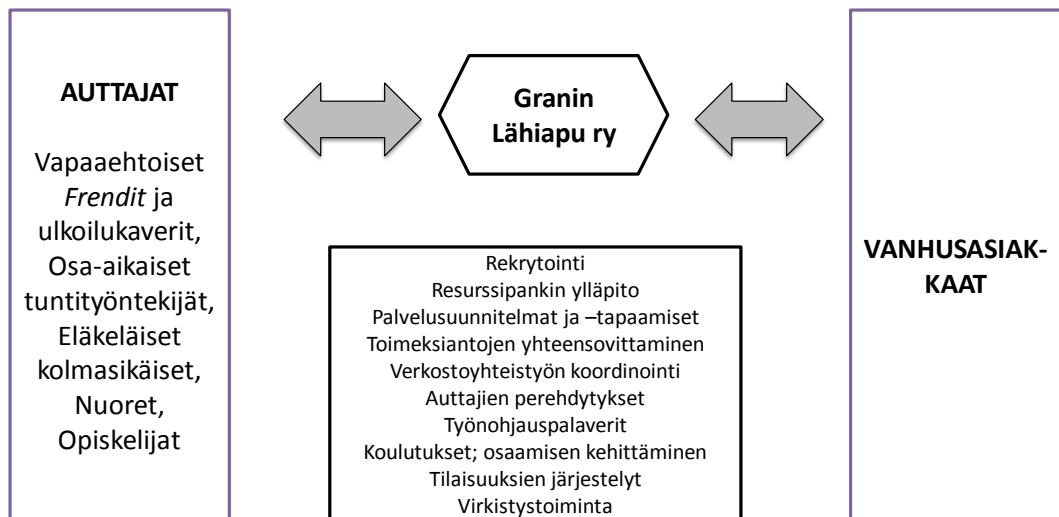 AUTTAJAT
Vapaaehtoiset
Frendit ja
ulkoilukaverit,
Osa-aikaiset
tuntityöntekijät,
Eläkeläiset
kolmasikäiset,
Nuoret,
Opiskelijat
Granin
Lähiapu ry
Rekrytointi
Resurssipankin ylläpito
Palvelusuunnitelmat ja –tapaamiset
Toimeksiantojen yhteensovittaminen
Verkostoyhteistyön koordinointi
Auttajien perehdytykset
Työnohjauspalaverit
Koulutukset; osaamisen kehittäminen
Tilaisuuksien järjestelyt
Virkistystoiminta
VANHUSASIAK-
KAAT